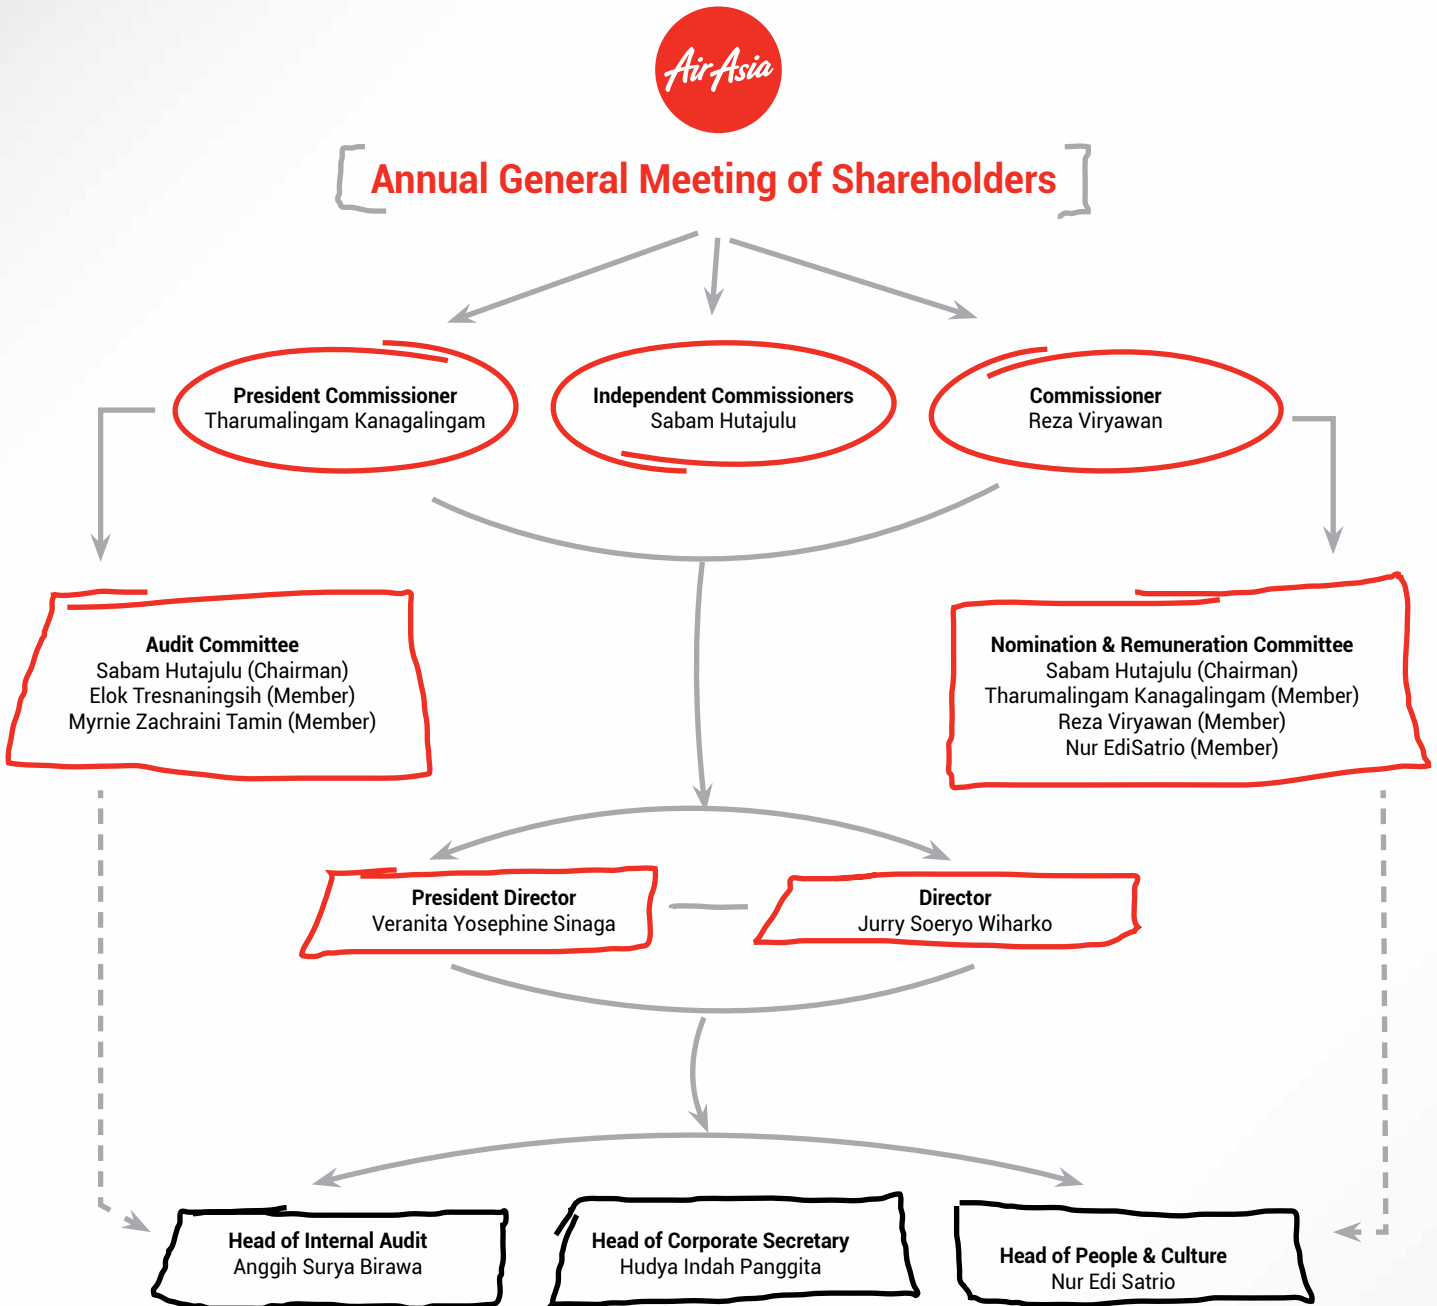 AirAsia
Annual General Meeting of Shareholders
President Commissioner
Tharumalingam Kanagalingam
Independent Commissioners
Sabam Hutajulu
Commissioner
Reza Viryawan
Audit Committee
Sabam Hutajulu (Chairman)
Elok Tresnaningsih (Member)
Myrnie Zachraini Tamin (Member)
Nomination & Remuneration Committee
Sabam Hutajulu (Chairman)
Tharumalingam Kanagalingam (Member)
Reza Viryawan (Member)
Nur EdiSatrio (Member)
President Director
Veranita Yosephine Sinaga
Director
Jurry Soeryo Wiharko
Head of Internal Audit
Anggih Surya Birawa
Head of Corporate Secretary
Hudya Indah Panggita
Head of People & Culture
Nur Edi Satrio